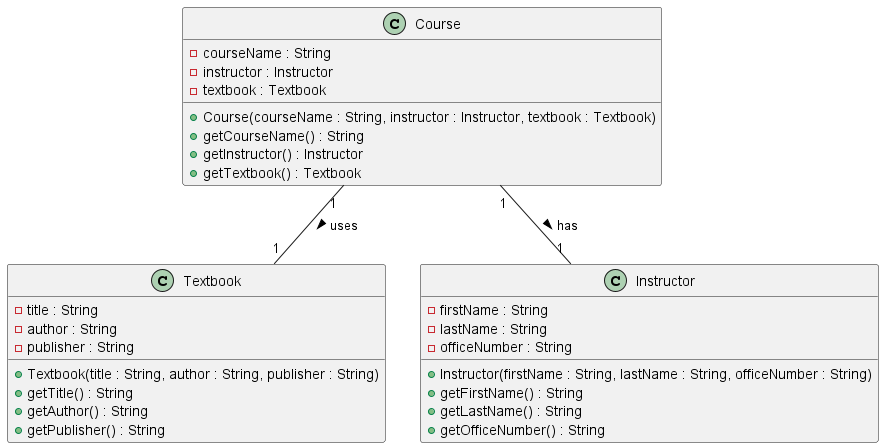 C Course
courseName : String
instructor : Instructor
textbook : Textbook
Course(courseName : String, instructor : Instructor, textbook : Textbook)
getCourseName() : String
getInstructor() : Instructor
getTextbook() : Textbook
1
1
uses
has
1
1
C Textbook
title : String
author : String
publisher : String
Textbook(title : String, author : String, publisher : String)
getTitle() : String
getAuthor() : String
getPublisher() : String
C Instructor
firstName : String
lastName : String
officeNumber : String
Instructor(firstName : String, lastName : String, officeNumber : String)
getFirstName() : String
getLastName() : String
getOfficeNumber() : String